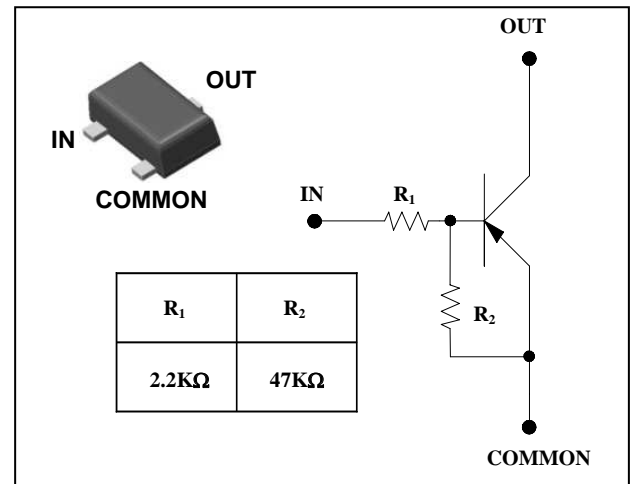 OUT
OUT
IN
COMMON
IN
R₁
R₂
R₁ R₂
2.2KΩ 47KΩ
COMMON